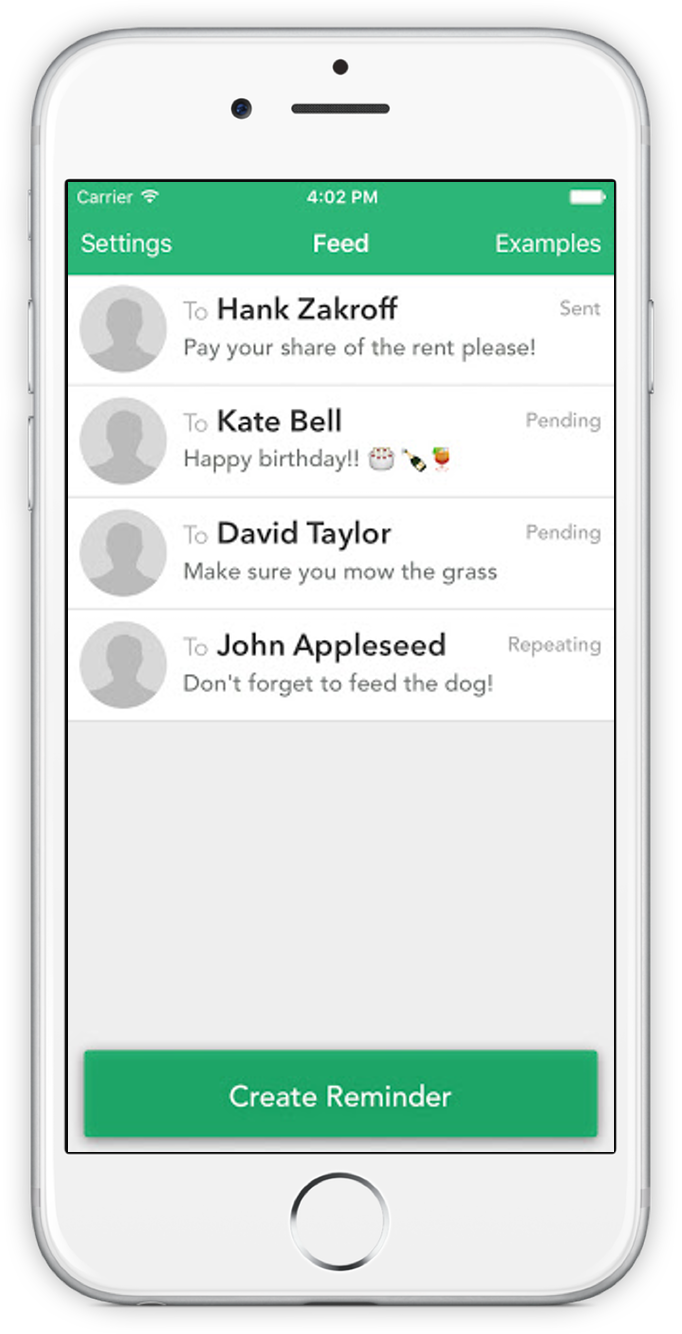 Carrier 4:02 PM
Settings Feed Examples
To Hank Zakroff Sent
Pay your share of the rent please!
To Kate Bell Pending
Happy birthday!! 🎂 🍾🍹
To David Taylor Pending
Make sure you mow the grass
To John Appleseed Repeating
Don't forget to feed the dog!
Create Reminder